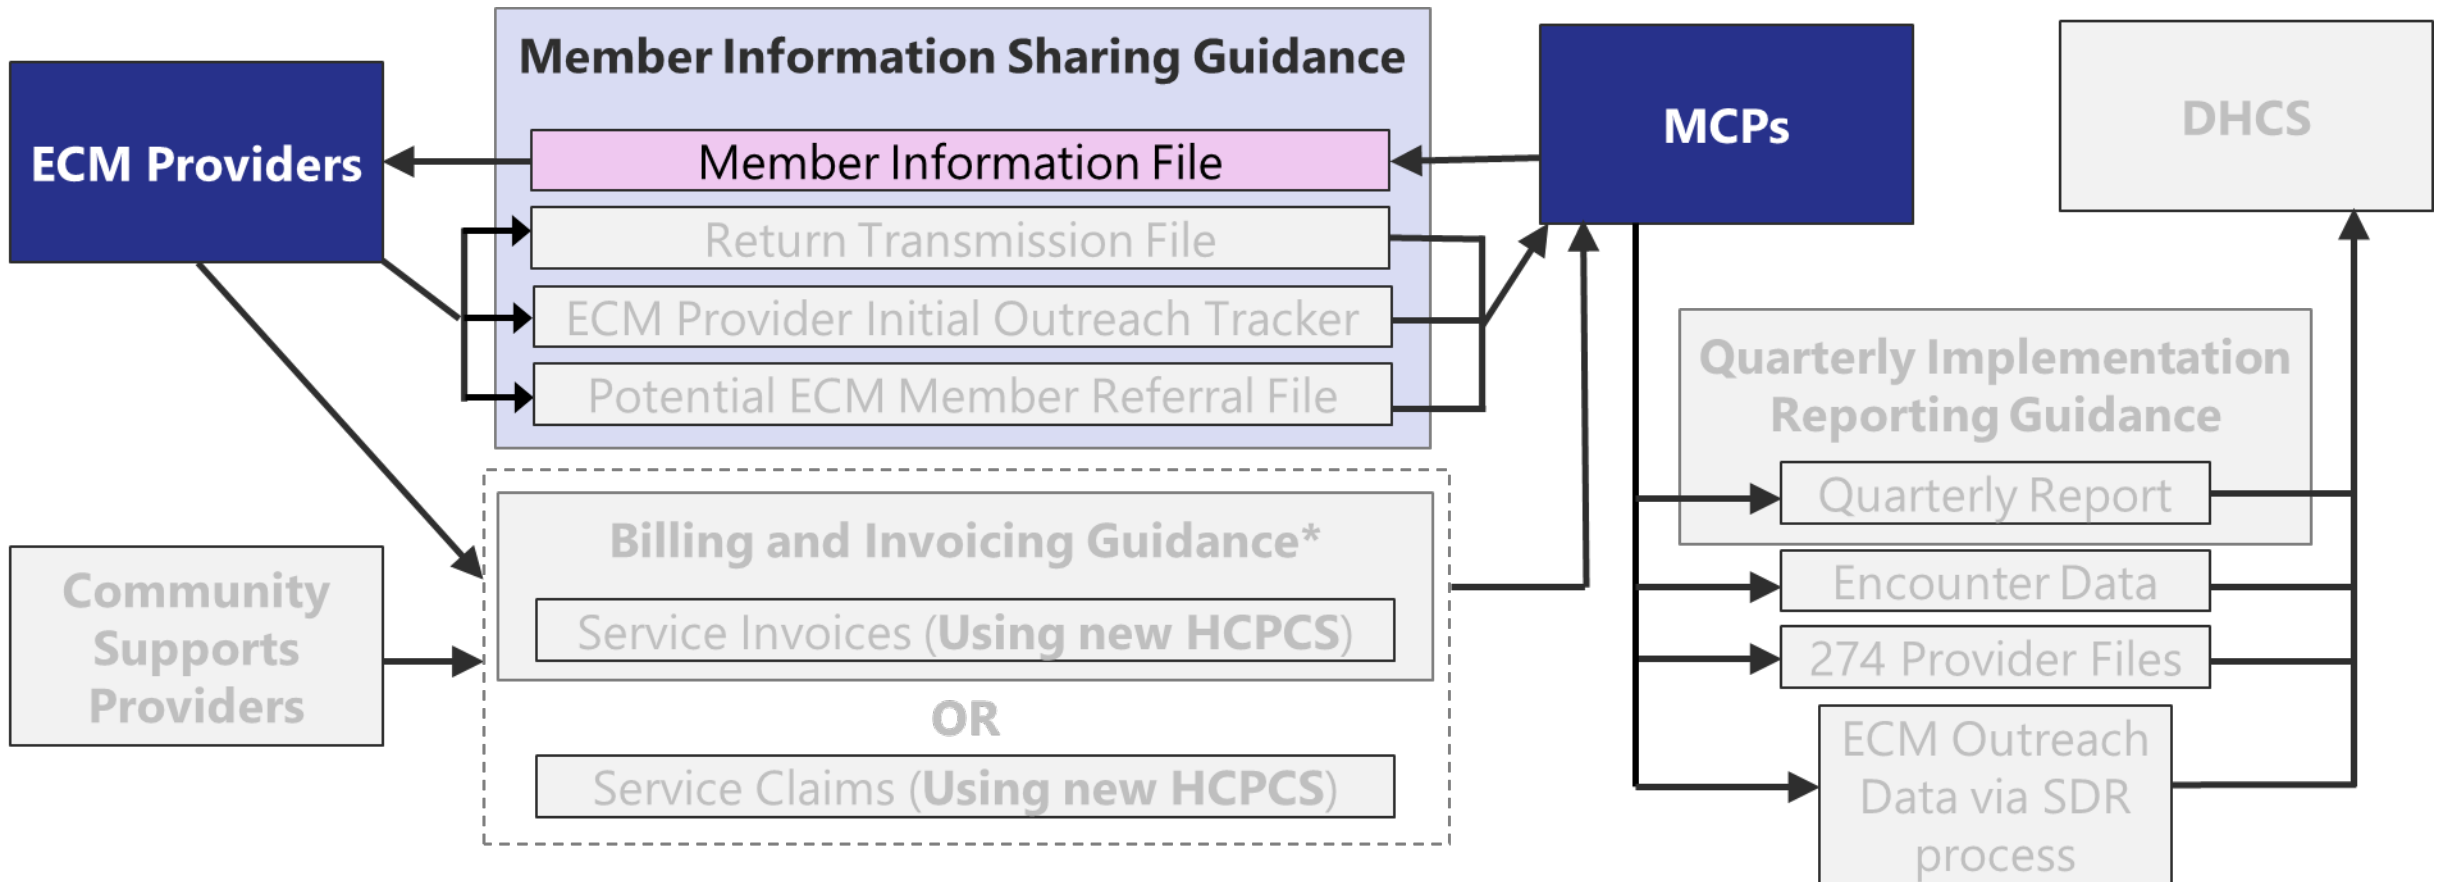 Member Information Sharing Guidance
ECM Providers
Member Information File
Return Transmission File
ECM Provider Initial Outreach Tracker
Potential ECM Member Referral File
MCPs
DHCS
Community
Supports
Providers
Billing and Invoicing Guidance*
Service Invoices (Using new HCPCS)
OR
Service Claims (Using new HCPCS)
Quarterly Implementation
Reporting Guidance
Quarterly Report
Encounter Data
274 Provider Files
ECM Outreach
Data via SDR
process